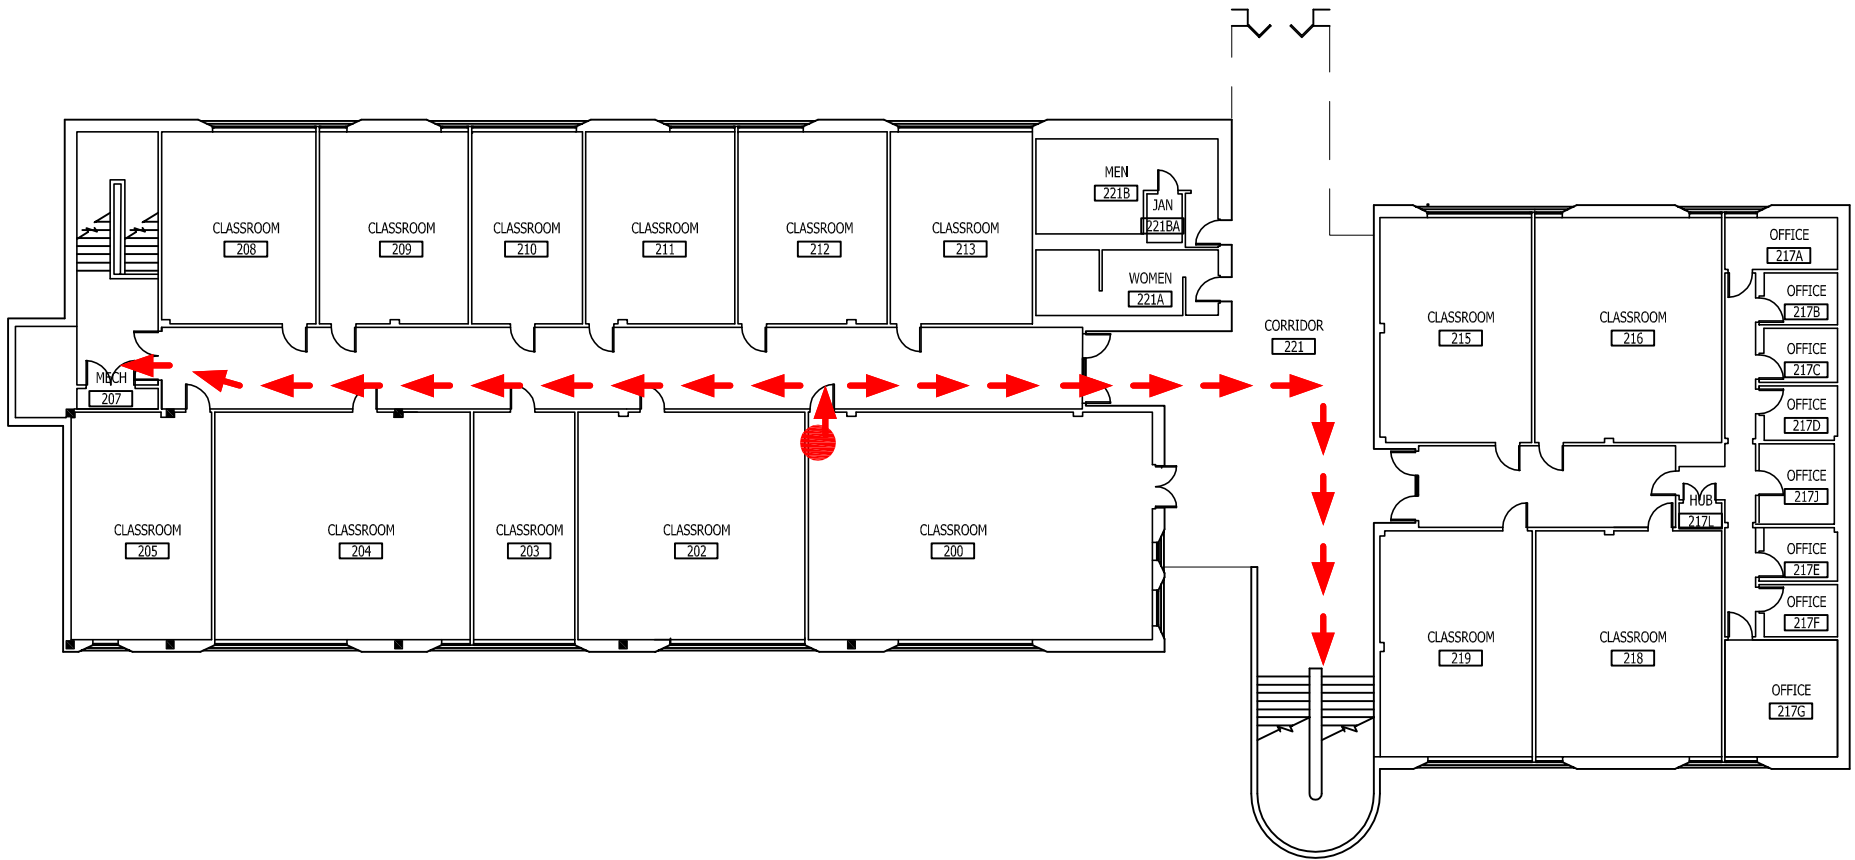 CLASSROOM
208
CLASSROOM
209
CLASSROOM
210
CLASSROOM
211
CLASSROOM
212
CLASSROOM
213
MEN
221B
JAN
221BA
WOMEN
221A
CORRIDOR
221
CLASSROOM
215
CLASSROOM
216
OFFICE
217A
OFFICE
217B
OFFICE
217C
OFFICE
217D
OFFICE
217J
HUB
217L
OFFICE
217E
OFFICE
217F
OFFICE
217G
MECH
207
CLASSROOM
205
CLASSROOM
204
CLASSROOM
203
CLASSROOM
202
CLASSROOM
200
CLASSROOM
219
CLASSROOM
218